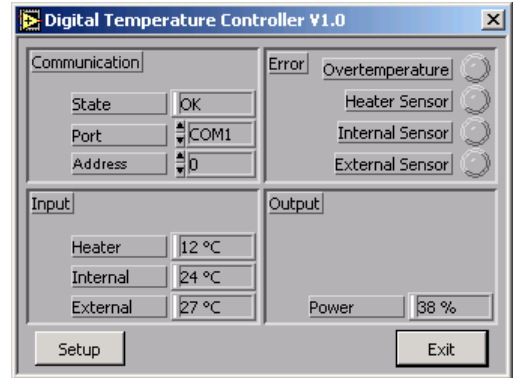 Digital Temperature Controller V1.0
Communication
State OK
Port COM1
Address 0
Error
Overtemperature
Heater Sensor
Internal Sensor
External Sensor
Input
Heater 12 °C
Internal 24 °C
External 27 °C
Output
Power 38 %
Setup
Exit